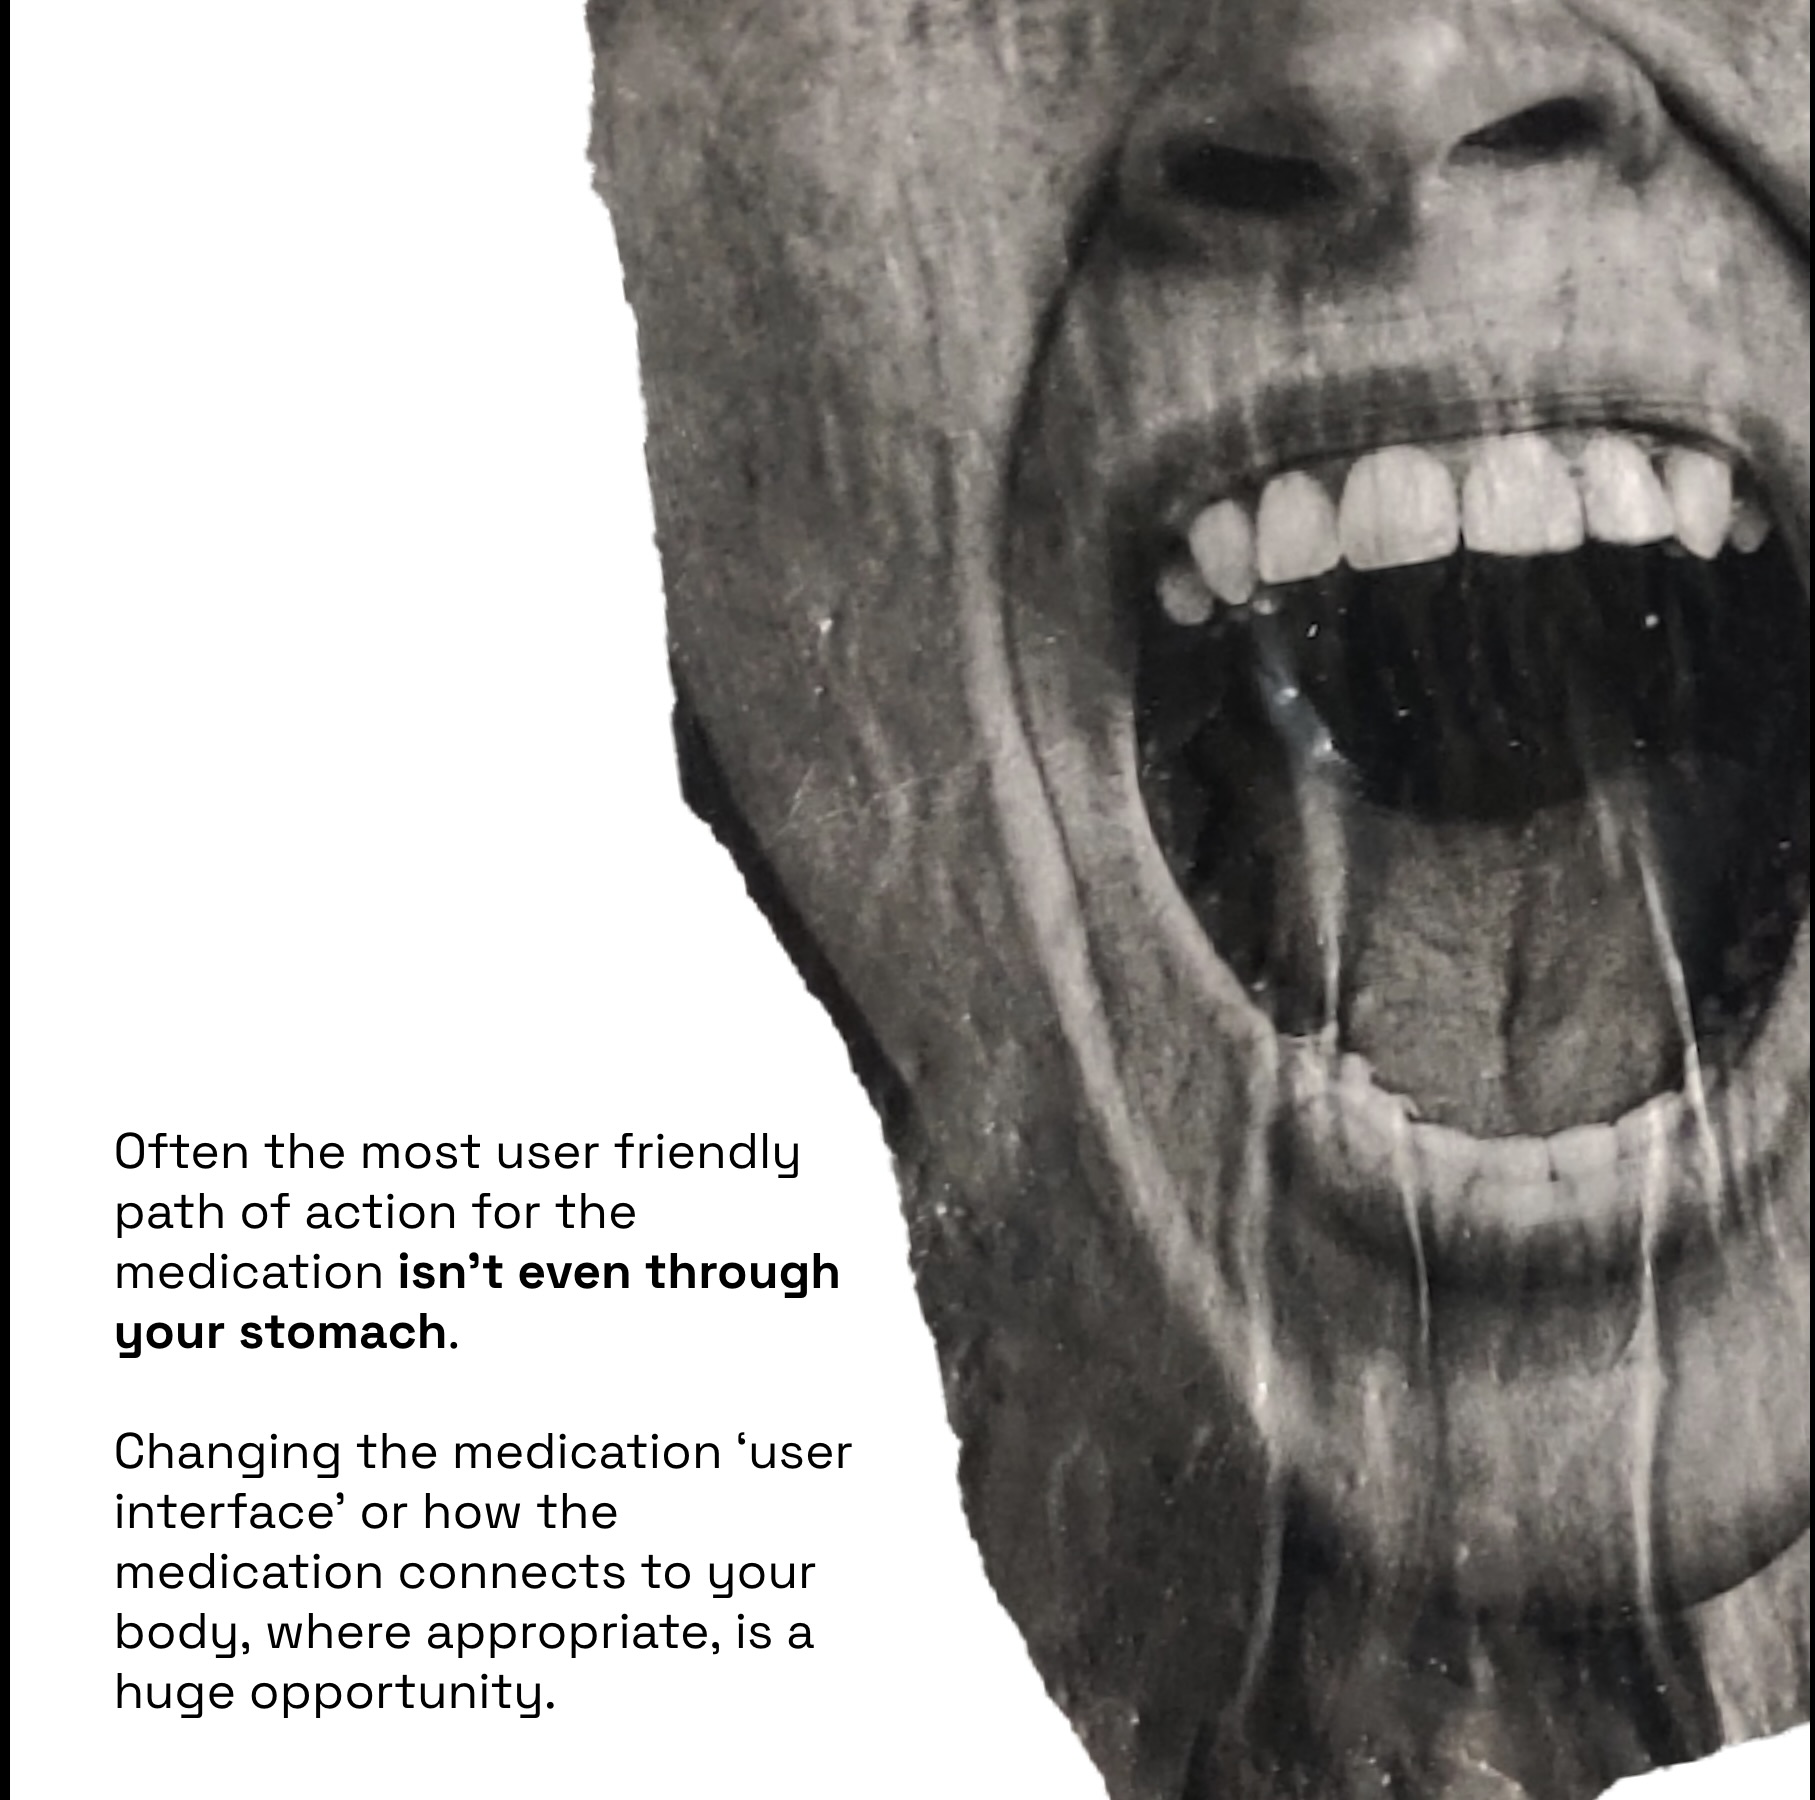 Often the most user friendly
path of action for the
medication isn’t even through
your stomach.
Changing the medication ‘user
interface’ or how the
medication connects to your
body, where appropriate, is a
huge opportunity.